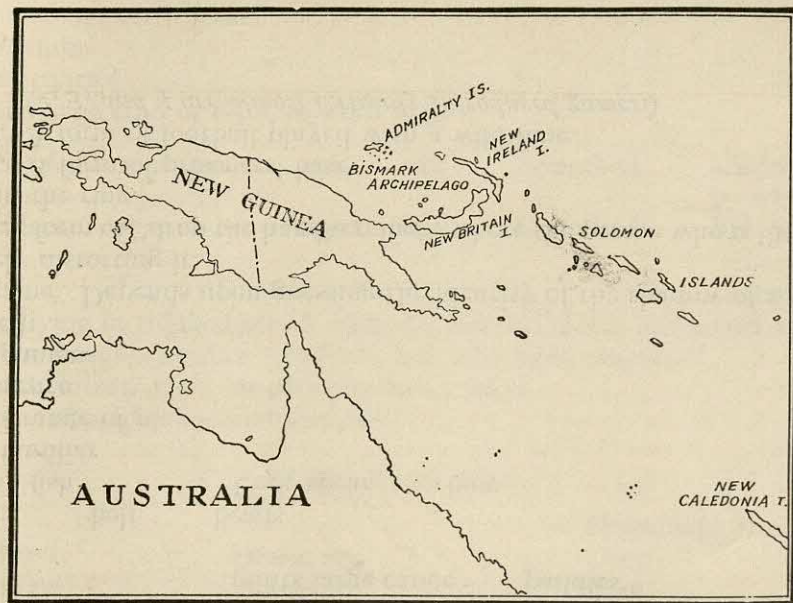 ADMIRALTY IS.
NEW
IRELAND
I.
BISMARK
ARCHIPELAGO
NEW GUINEA
NEW BRITAIN
I.
SOLOMON
ISLANDS
AUSTRALIA
NEW
CALEDONIA T.